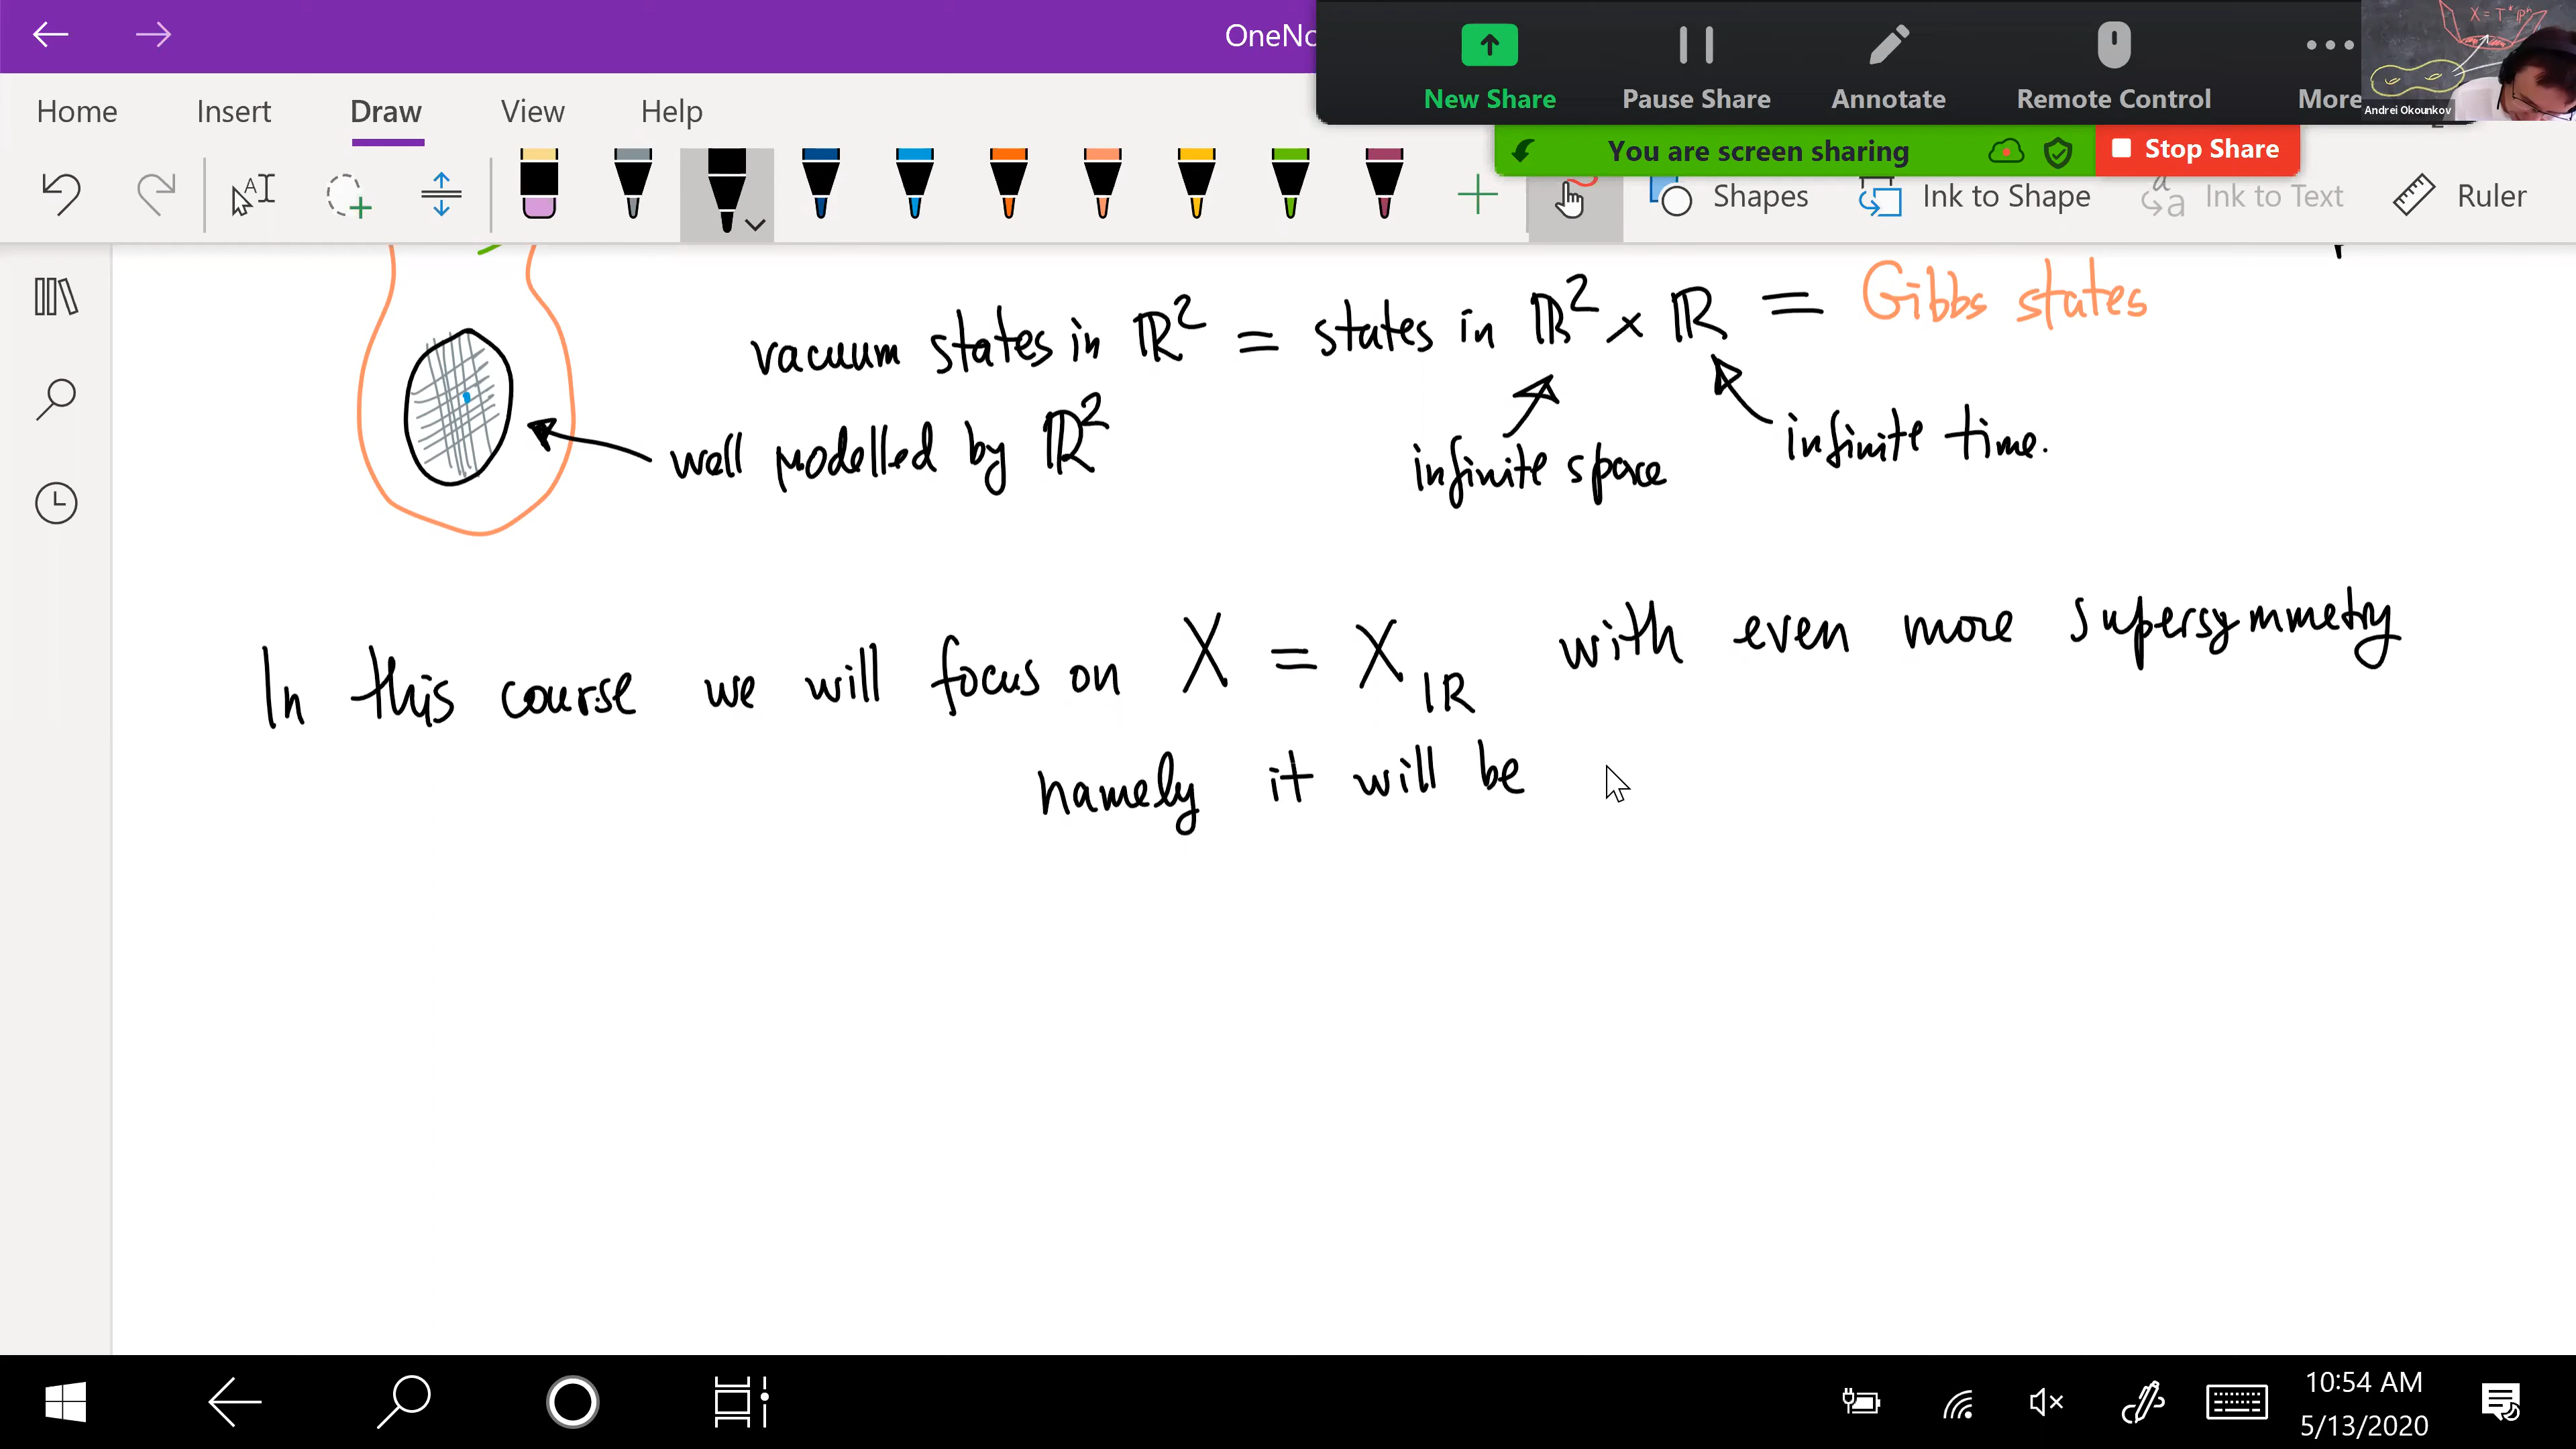 OneNo
New Share
Pause Share
Annotate
Remote Control
More
X = T*Pⁿ
Andrei Okounkov
Home Insert Draw View Help
You are screen sharing
Stop Share
Shapes
Ink to Shape
Ink to Text
Ruler
vacuum states in ℝ² = states in ℝ² × ℝ = Gibbs states
well modelled by ℝ²
infinite space
infinite time.
In this course we will focus on X = X_IR with even more supersymmetry
namely it will be
10:54 AM
5/13/2020